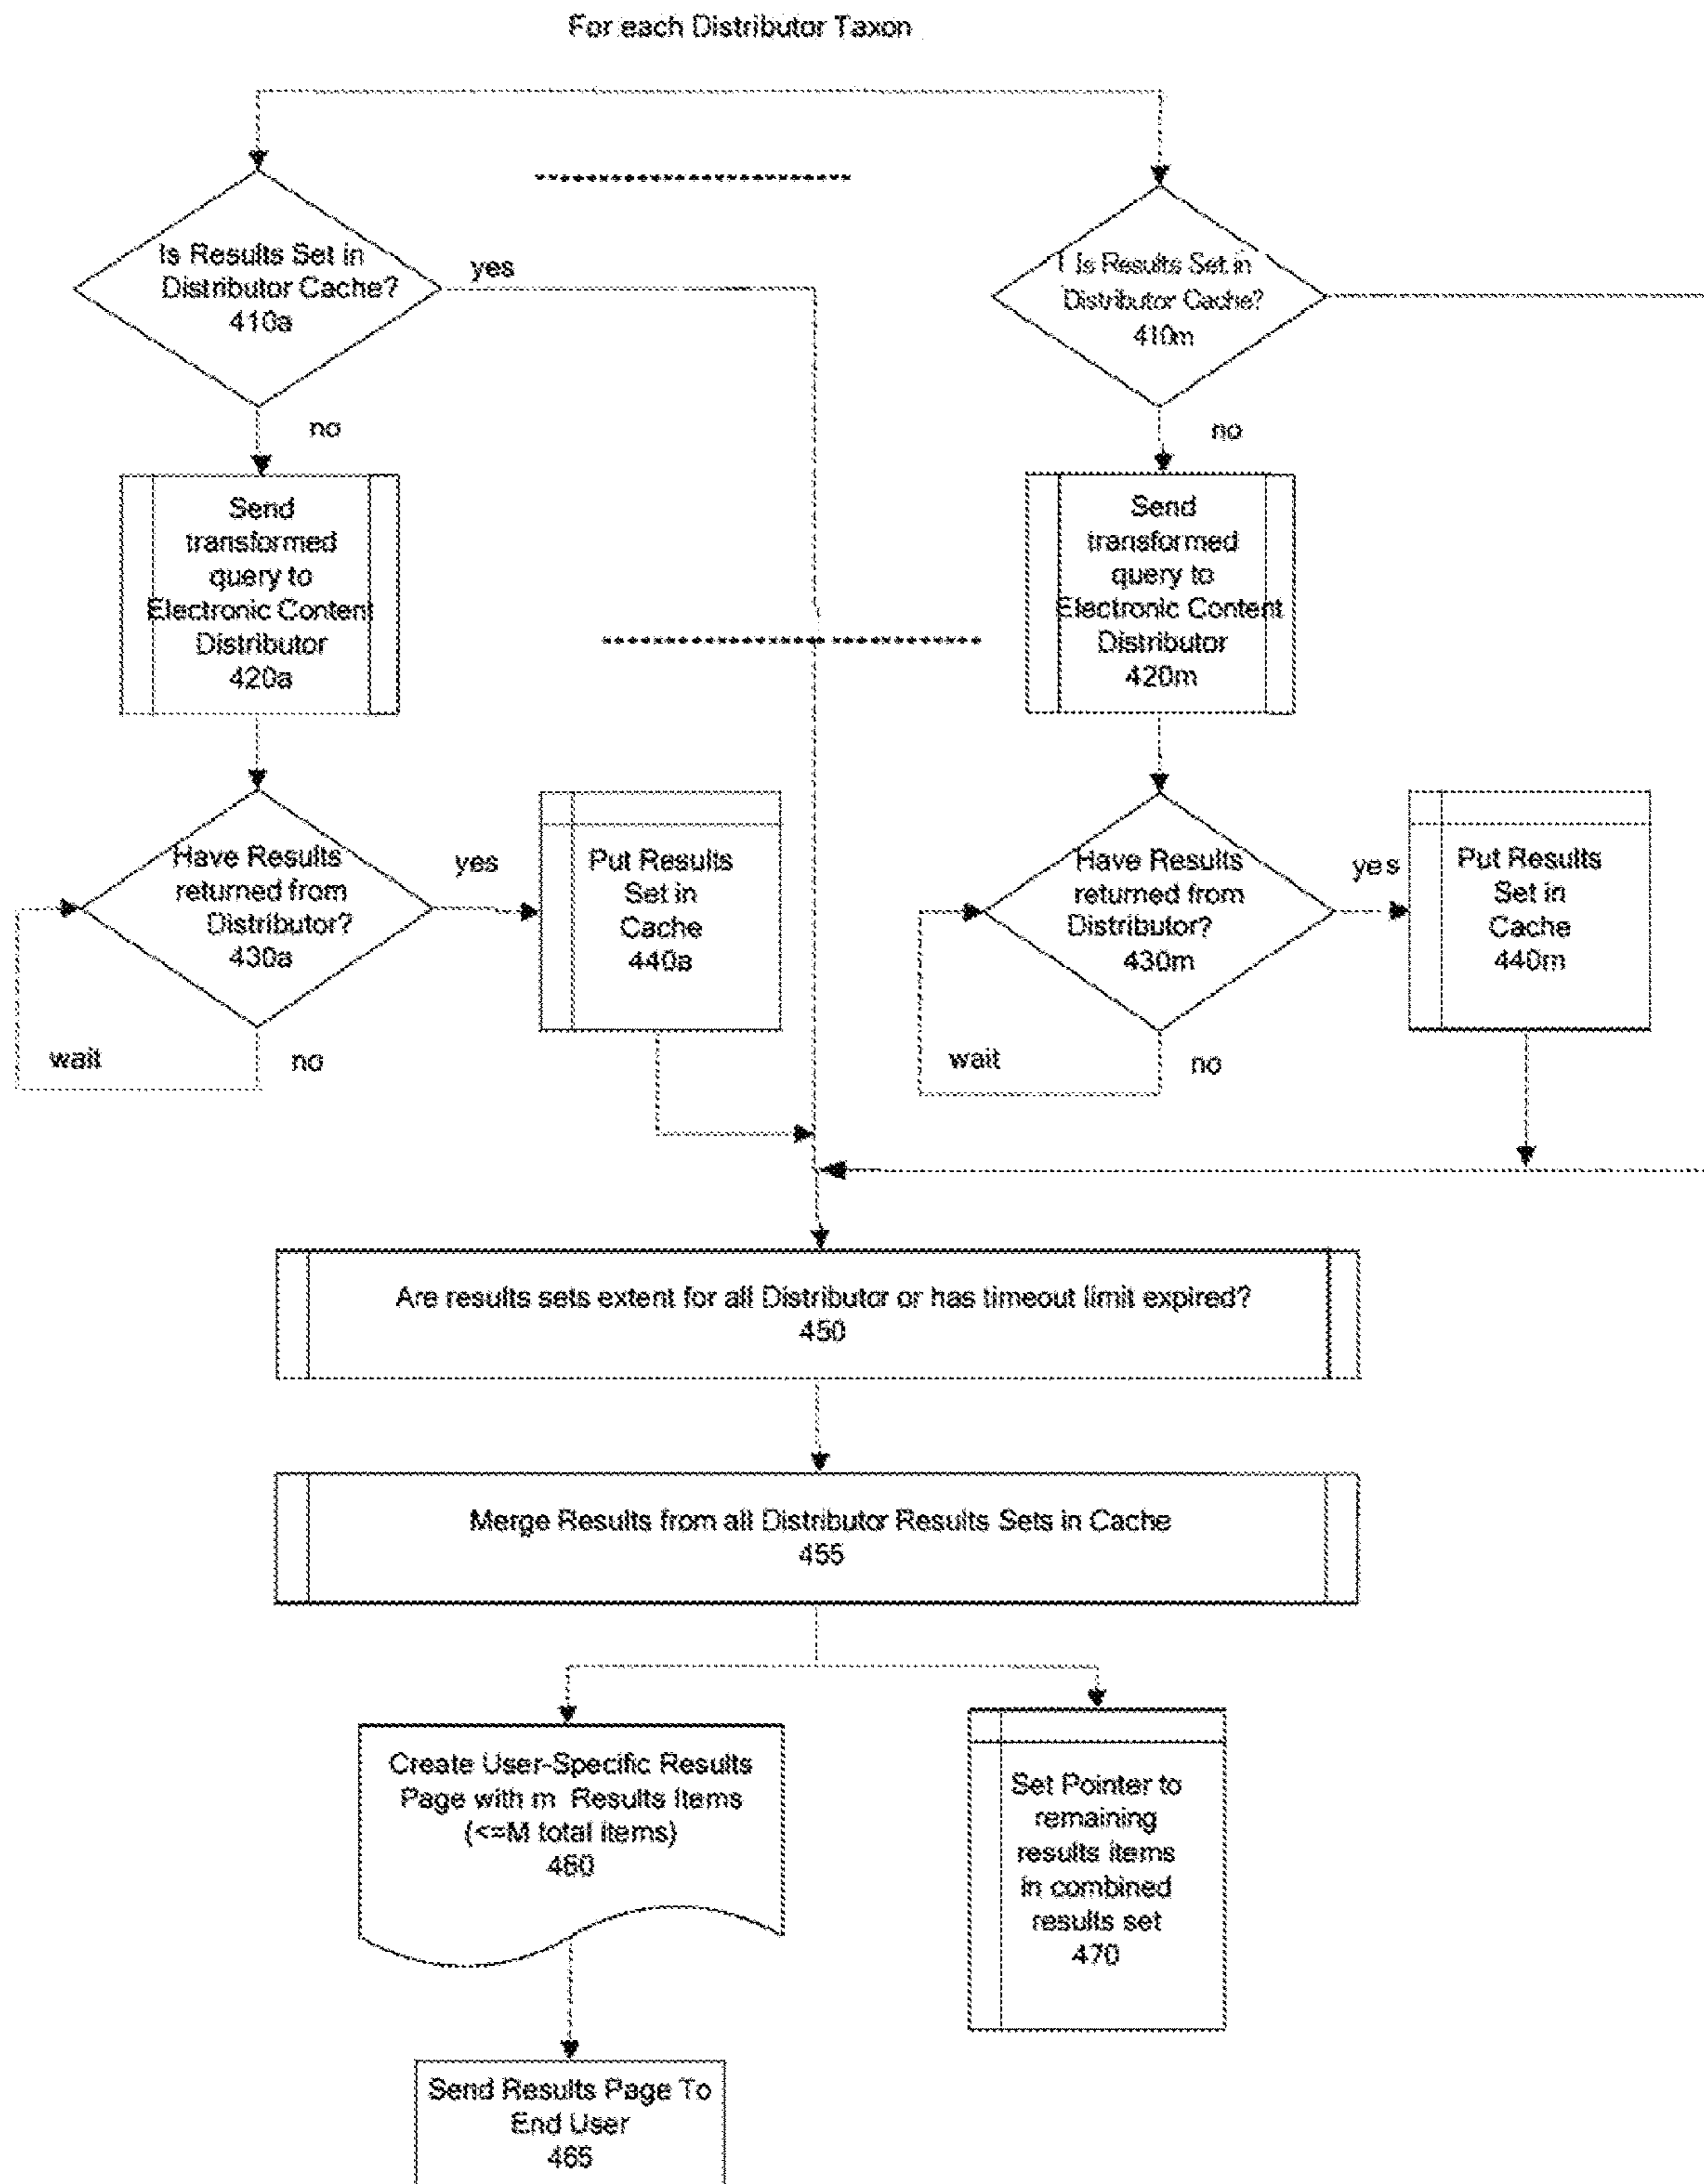 For each Distributor Taxon
Is Results Set in
Distributor Cache?
410a
yes
Is Results Set in
Distributor Cache?
410m
no
no
Send
transformed
query to
Electronic Content
Distributor
420a
Send
transformed
query to
Electronic Content
Distributor
420m
Have Results
returned from
Distributor?
430a
yes
Put Results
Set in
Cache
440a
wait
no
Have Results
returned from
Distributor?
430m
yes
Put Results
Set in
Cache
440m
wait
no
Are results sets extent for all Distributor or has timeout limit expired?
450
Merge Results from all Distributor Results Sets in Cache
455
Create User-Specific Results
Page with m Results Items
(<=M total items)
460
Set Pointer to
remaining
results items
in combined
results set
470
Send Results Page To
End User
465